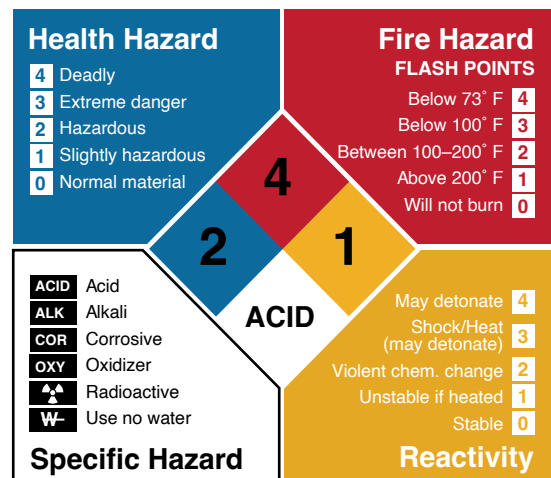 Health Hazard
4 Deadly
3 Extreme danger
2 Hazardous
1 Slightly hazardous
0 Normal material
Fire Hazard
FLASH POINTS
Below 73˚ F 4
Below 100˚ F 3
Between 100–200˚ F 2
Above 200˚ F 1
Will not burn 0
4
2
1
ACID
ACID Acid
ALK Alkali
COR Corrosive
OXY Oxidizer
Radioactive
W Use no water
Specific Hazard
May detonate 4
Shock/Heat
(may detonate) 3
Violent chem. change 2
Unstable if heated 1
Stable 0
Reactivity